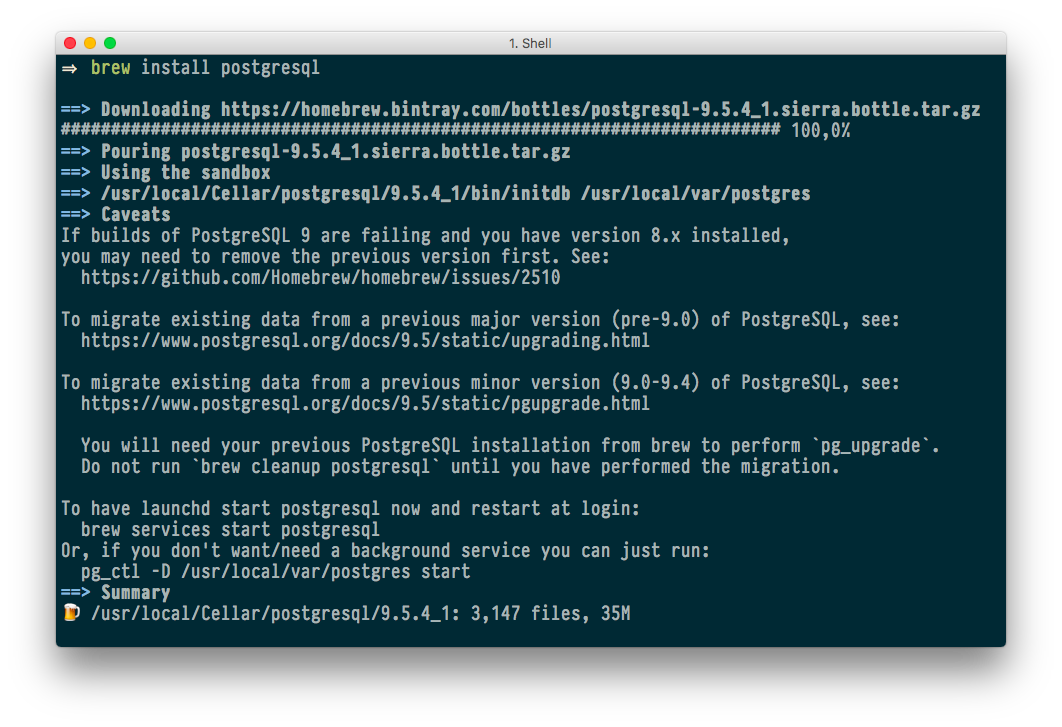 1. Shell
⇒ brew install postgresql
==> Downloading https://homebrew.bintray.com/bottles/postgresql-9.5.4_1.sierra.bottle.tar.gz
######################################################################## 100,0%
==> Pouring postgresql-9.5.4_1.sierra.bottle.tar.gz
==> Using the sandbox
==> /usr/local/Cellar/postgresql/9.5.4_1/bin/initdb /usr/local/var/postgres
==> Caveats
If builds of PostgreSQL 9 are failing and you have version 8.x installed,
you may need to remove the previous version first. See:
  https://github.com/Homebrew/homebrew/issues/2510
To migrate existing data from a previous major version (pre-9.0) of PostgreSQL, see:
  https://www.postgresql.org/docs/9.5/static/upgrading.html
To migrate existing data from a previous minor version (9.0-9.4) of PostgreSQL, see:
  https://www.postgresql.org/docs/9.5/static/pgupgrade.html
  You will need your previous PostgreSQL installation from brew to perform `pg_upgrade`.
  Do not run `brew cleanup postgresql` until you have performed the migration.
To have launchd start postgresql now and restart at login:
  brew services start postgresql
Or, if you don't want/need a background service you can just run:
  pg_ctl -D /usr/local/var/postgres start
==> Summary
🍺 /usr/local/Cellar/postgresql/9.5.4_1: 3,147 files, 35M